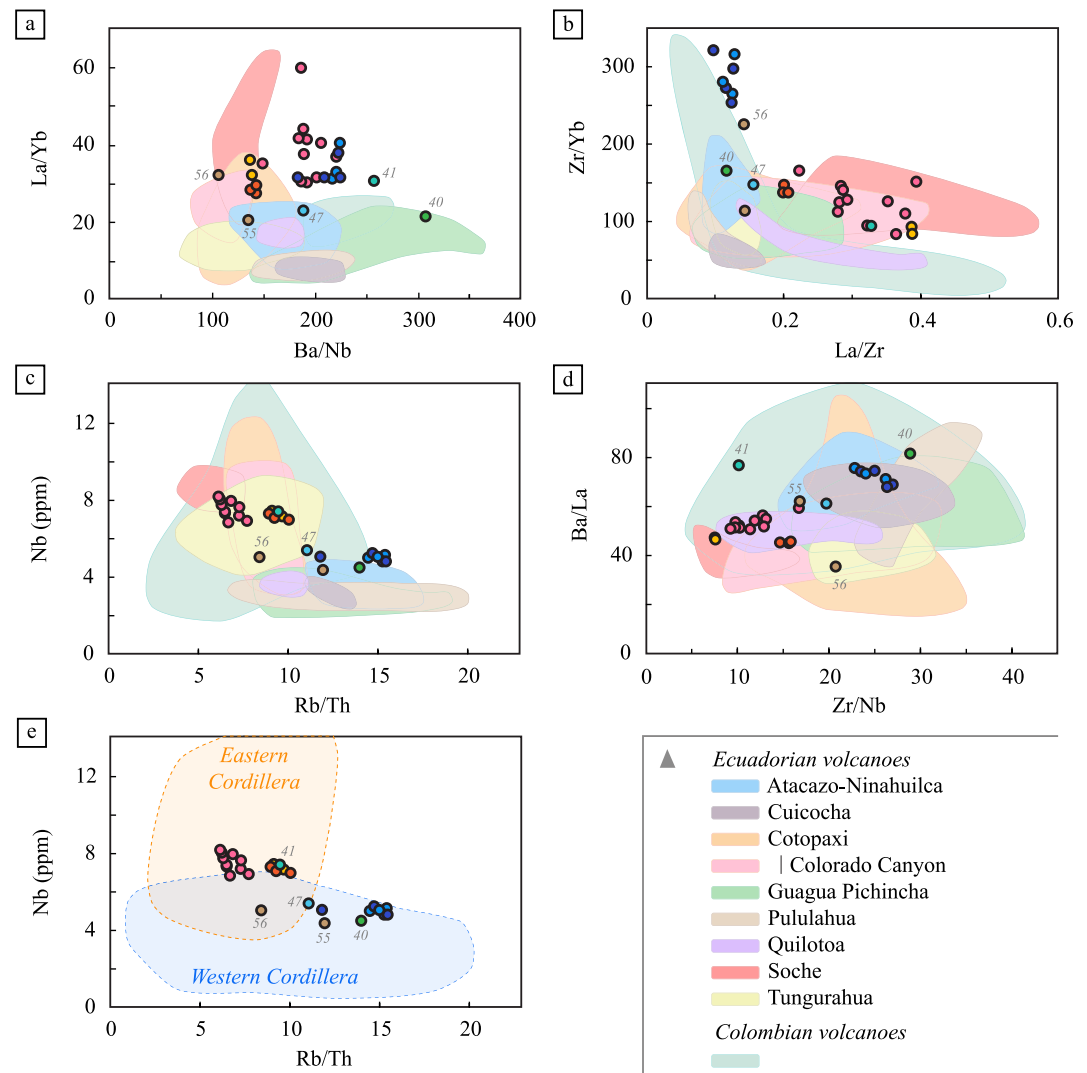 a
La/Yb
60
40
20
0
56
55
47
41
40
0
100
200
300
400
Ba/Nb
b
Zr/Yb
300
200
100
0
56
40
47
0
0.2
0.4
0.6
La/Zr
c
Nb (ppm)
12
8
4
0
56
47
0
5
10
15
20
Rb/Th
d
Ba/La
80
40
0
41
40
55
56
0
10
20
30
40
Zr/Nb
e
Nb (ppm)
12
8
4
0
Eastern
Cordillera
41
47
56
55
40
Western Cordillera
0
5
10
15
20
Rb/Th
Ecuadorian volcanoes
Atacazo-Ninahuilca
Cuicocha
Cotopaxi
| Colorado Canyon
Guagua Pichincha
Pululahua
Quilotoa
Soche
Tungurahua
Colombian volcanoes